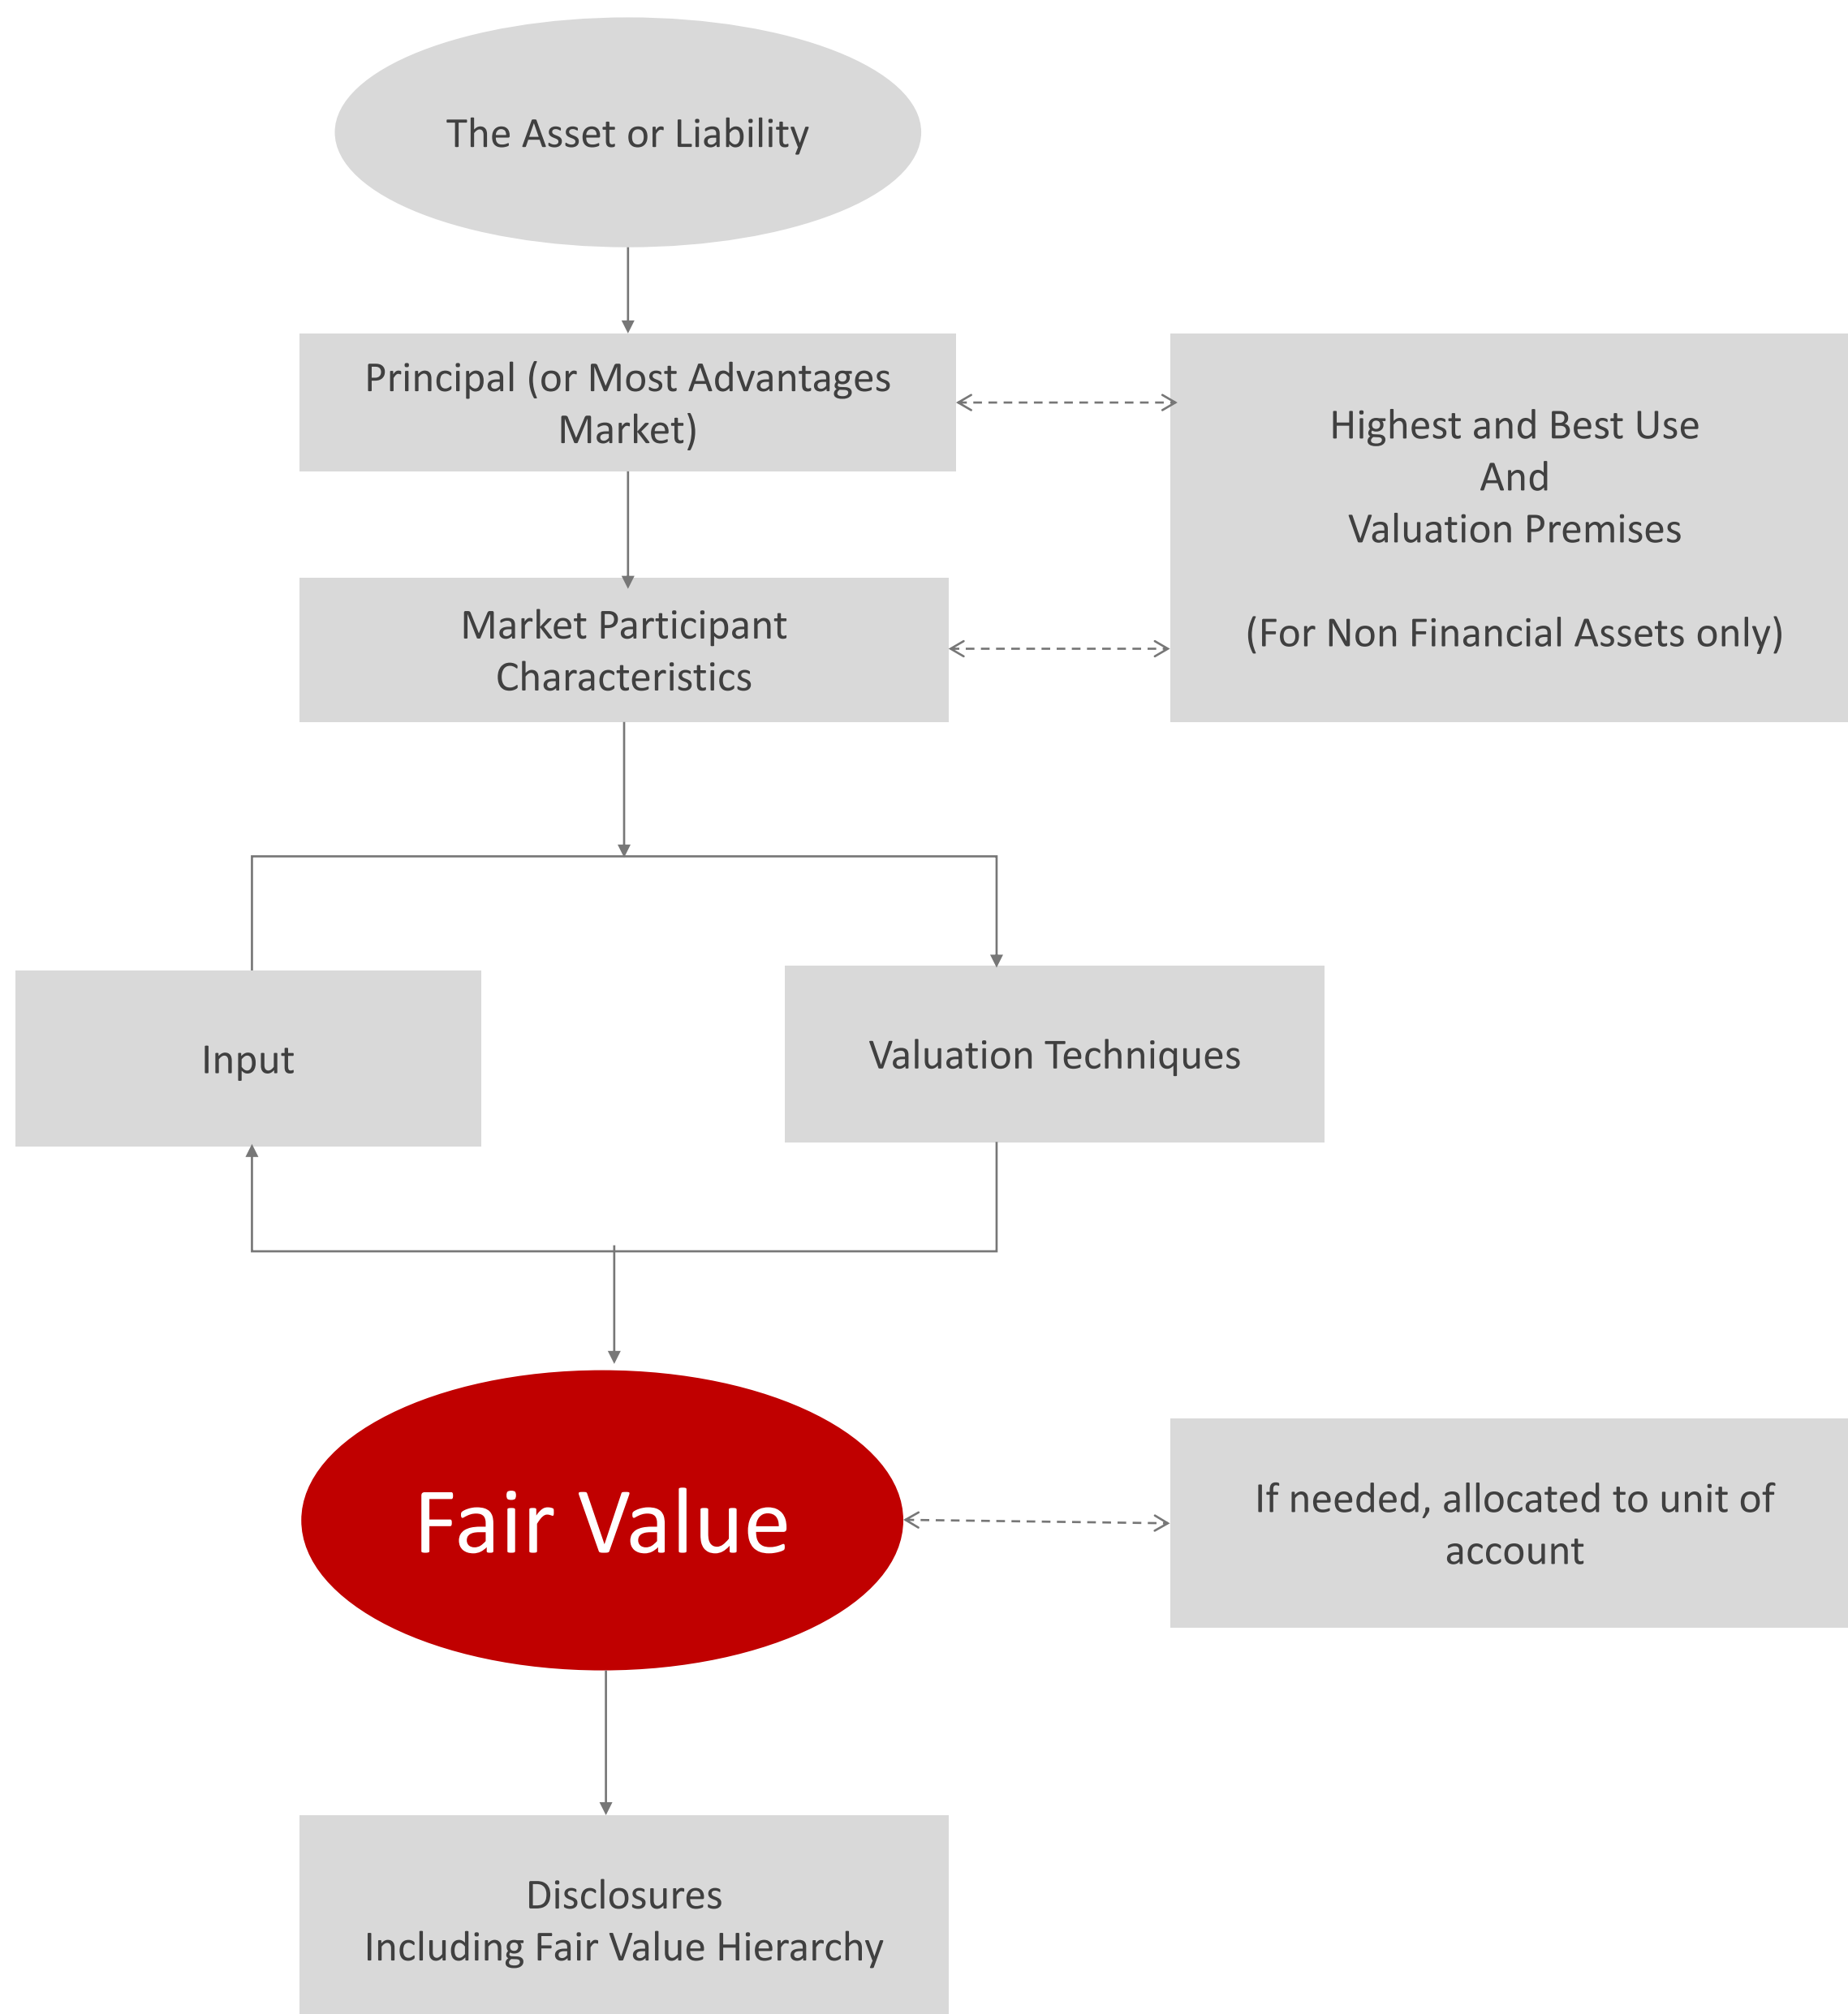 The Asset or Liability
Principal (or Most Advantages
Market)
Highest and Best Use
And
Valuation Premises
(For Non Financial Assets only)
Market Participant
Characteristics
Input
Valuation Techniques
Fair Value
If needed, allocated to unit of
account
Disclosures
Including Fair Value Hierarchy